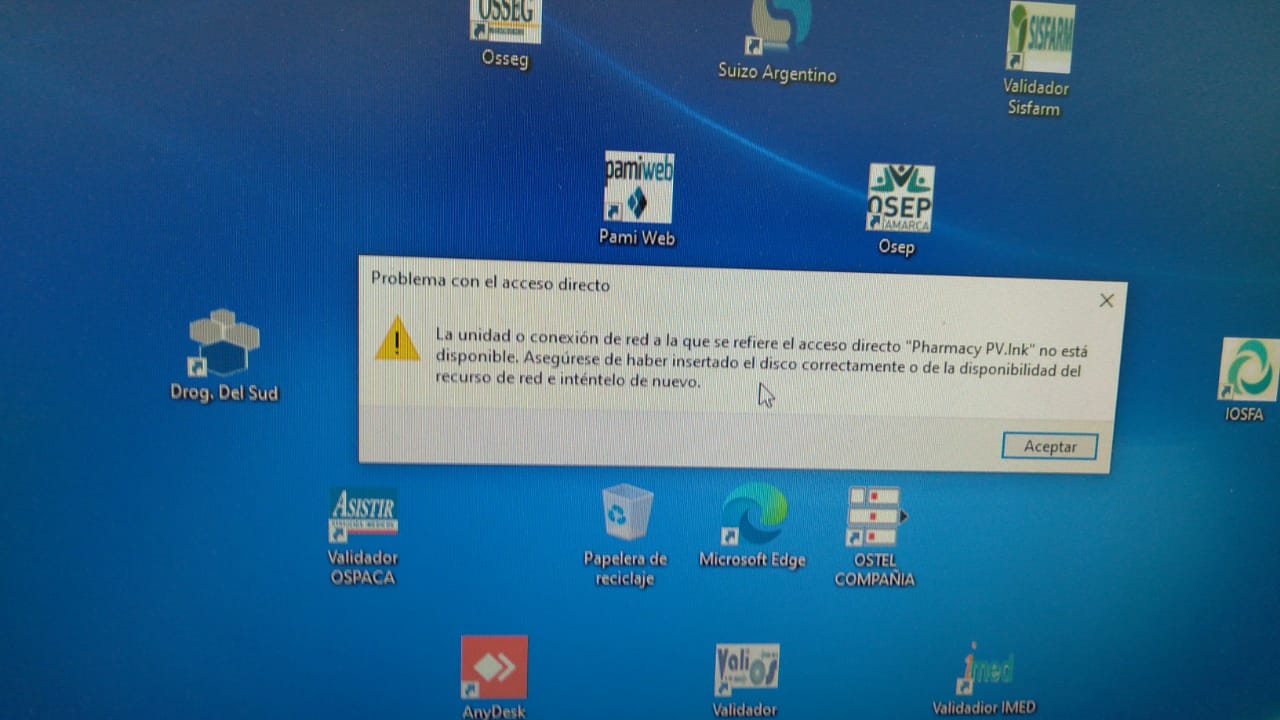 OSSEG
Osseg
Suizo Argentino
SISFARM
Validador
Sisfarm
pamiweb
Pami Web
OSEP
CATAMARCA
Osep
Problema con el acceso directo
La unidad o conexión de red a la que se refiere el acceso directo "Pharmacy PV.lnk" no está
disponible. Asegúrese de haber insertado el disco correctamente o de la disponibilidad del
recurso de red e inténtelo de nuevo.
Aceptar
Drog. Del Sud
IOSFA
ASISTIR
Validador
OSPACA
Papelera de
reciclaje
Microsoft Edge
OSTEL
COMPAÑIA
AnyDesk
ValiOS
Validador
imed
Validadior IMED